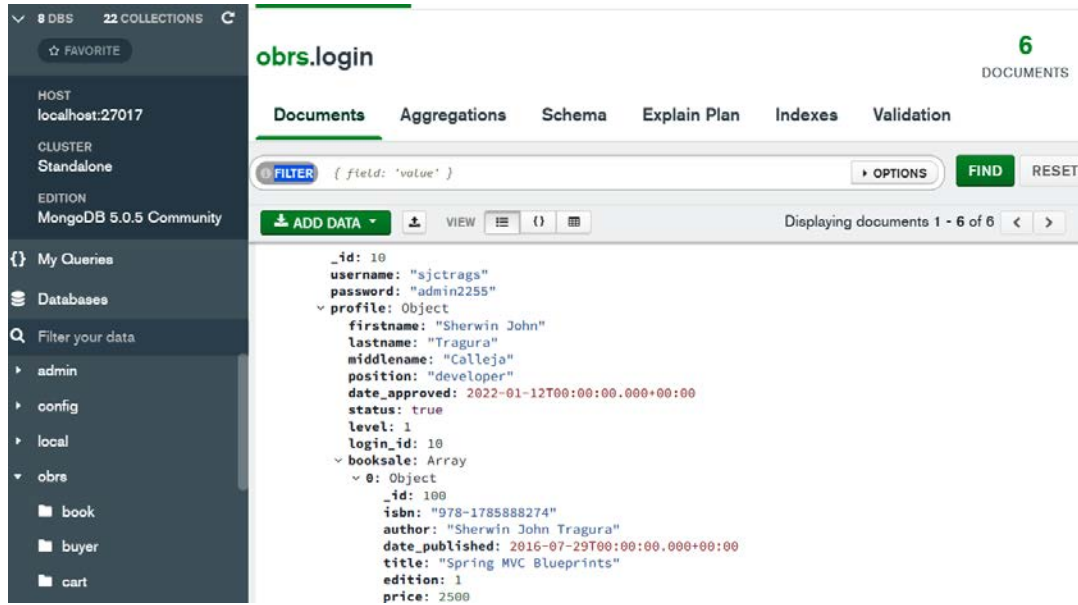 8 DBS 22 COLLECTIONS
FAVORITE
HOST
localhost:27017
CLUSTER
Standalone
EDITION
MongoDB 5.0.5 Community
{} My Queries
Databases
Filter your data
admin
config
local
obrs
book
buyer
cart
obrs.login
6
DOCUMENTS
Documents Aggregations Schema Explain Plan Indexes Validation
FILTER { field: 'value' } OPTIONS FIND RESET
ADD DATA VIEW {} Displaying documents 1 - 6 of 6 < >
_id: 10
username: "sjctrags"
password: "admin2255"
profile: Object
firstname: "Sherwin John"
lastname: "Tragura"
middlename: "Calleja"
position: "developer"
date_approved: 2022-01-12T00:00:00.000+00:00
status: true
level: 1
login_id: 10
booksale: Array
0: Object
_id: 100
isbn: "978-1785888274"
author: "Sherwin John Tragura"
date_published: 2016-07-29T00:00:00.000+00:00
title: "Spring MVC Blueprints"
edition: 1
price: 2500